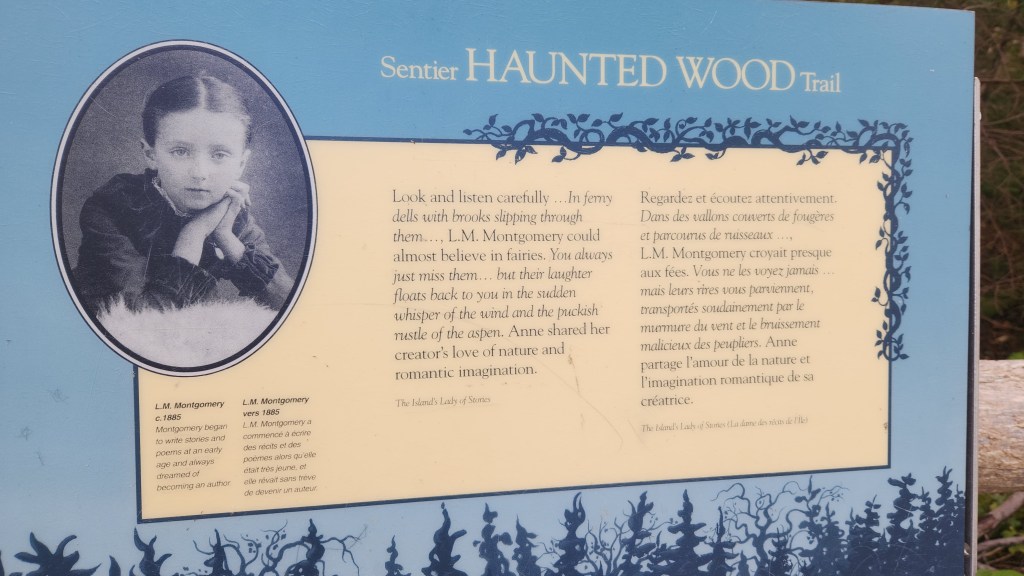 Sentier HAUNTED WOOD Trail
Look and listen carefully …In ferny
dells with brooks slipping through
them…, L.M. Montgomery could
almost believe in fairies. You always
just miss them… but their laughter
floats back to you in the sudden
whisper of the wind and the puckish
rustle of the aspen. Anne shared her
creator's love of nature and
romantic imagination.
The Island's Lady of Stories
Regardez et écoutez attentivement.
Dans des vallons couverts de fougères
et parcourus de ruisseaux …,
L.M. Montgomery croyait presque
aux fées. Vous ne les voyez jamais …
mais leurs rires vous parviennent,
transportés soudainement par le
murmure du vent et le bruissement
malicieux des peupliers. Anne
partage l'amour de la nature et
l'imagination romantique de sa
créatrice.
The Island's Lady of Stories (La dame des récits de l'Île)
L.M. Montgomery
c.1885
Montgomery began
to write stories and
poems at an early
age and always
dreamed of
becoming an author
L.M. Montgomery
vers 1885
L.M. Montgomery a
commencé à écrire
des récits et des
poèmes alors qu'elle
était très jeune, et
elle rêvait sans trève
de devenir un auteur.